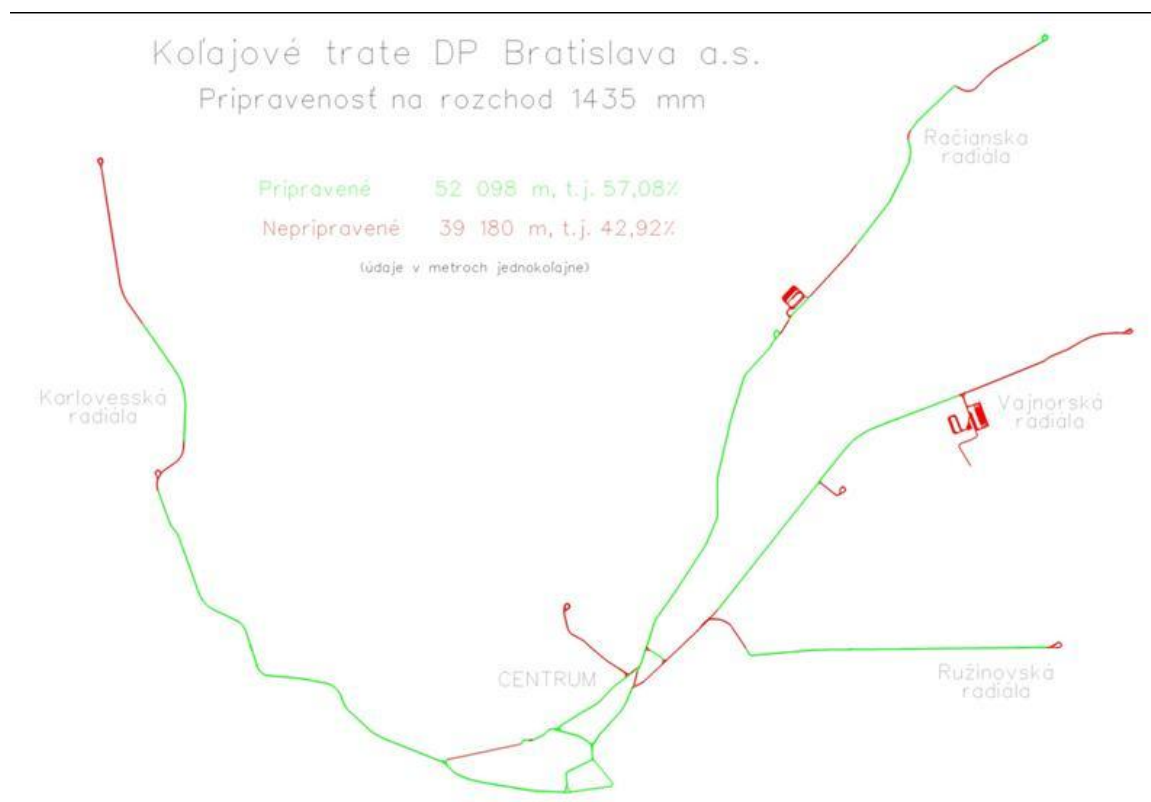 Koľajové trate DP Bratislava a.s.
Pripravenosť na rozchod 1435 mm
Pripravené 52 098 m, t.j. 57,08%
Nepripravené 39 180 m, t.j. 42,92%
(údaje v metroch jednokoľajne)
Račianska
radiála
Karlovesská
radiála
Vajnorská
radiála
CENTRUM
Ružinovská
radiála